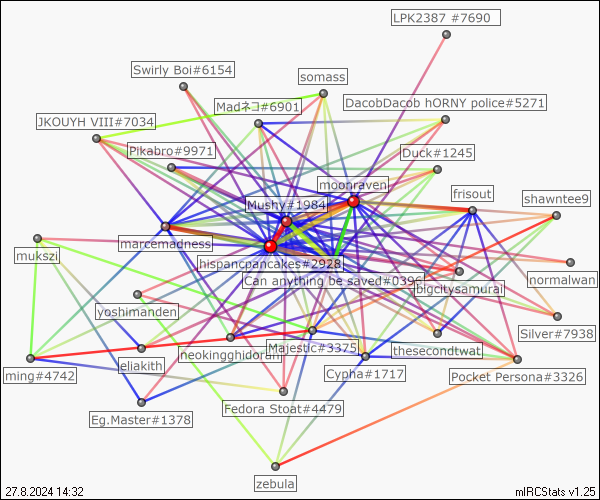 LPK2387 #7690
Swirly Boi#6154
somass
Madネコ#6901
DacobDacob hORNY police#5271
JKOUYH VIII#7034
Pikabro#9971
Duck#1245
moonraven
frisout
shawntee9
Mushy#1984
marcemadness
mukszi
hispancpancakes#2928
Can anything be saved#0396
bigcitysamurai
normalwan
yoshimanden
Silver#7938
eliakith
neokingghidorah
Majestic#3375
thesecondtwat
ming#4742
Cypha#1717
Pocket Persona#3326
Eg.Master#1378
Fedora Stoat#4479
zebula
27.8.2024 14:32
mIRCStats v1.25